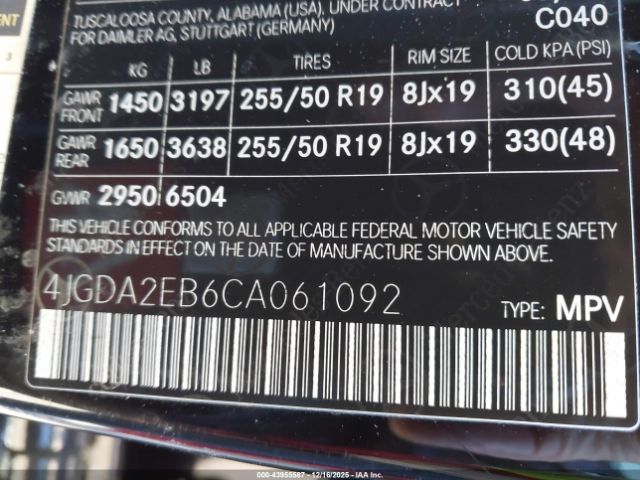 TUSCALOOSA COUNTY, ALABAMA (USA), UNDER CONTRACT
FOR DAIMLER AG, STUTTGART (GERMANY)
C040
KG LB TIRES RIM SIZE COLD KPA (PSI)
GAWR FRONT 1450 3197 255/50 R19 8Jx19 310(45)
GAWR REAR 1650 3638 255/50 R19 8Jx19 330(48)
GVWR 2950 6504
THIS VEHICLE CONFORMS TO ALL APPLICABLE FEDERAL MOTOR VEHICLE SAFETY
STANDARDS IN EFFECT ON THE DATE OF MANUFACTURE SHOWN ABOVE.
4JGDA2EB6CA061092 TYPE: MPV
000-43955587 - 12/16/2025 - IAA